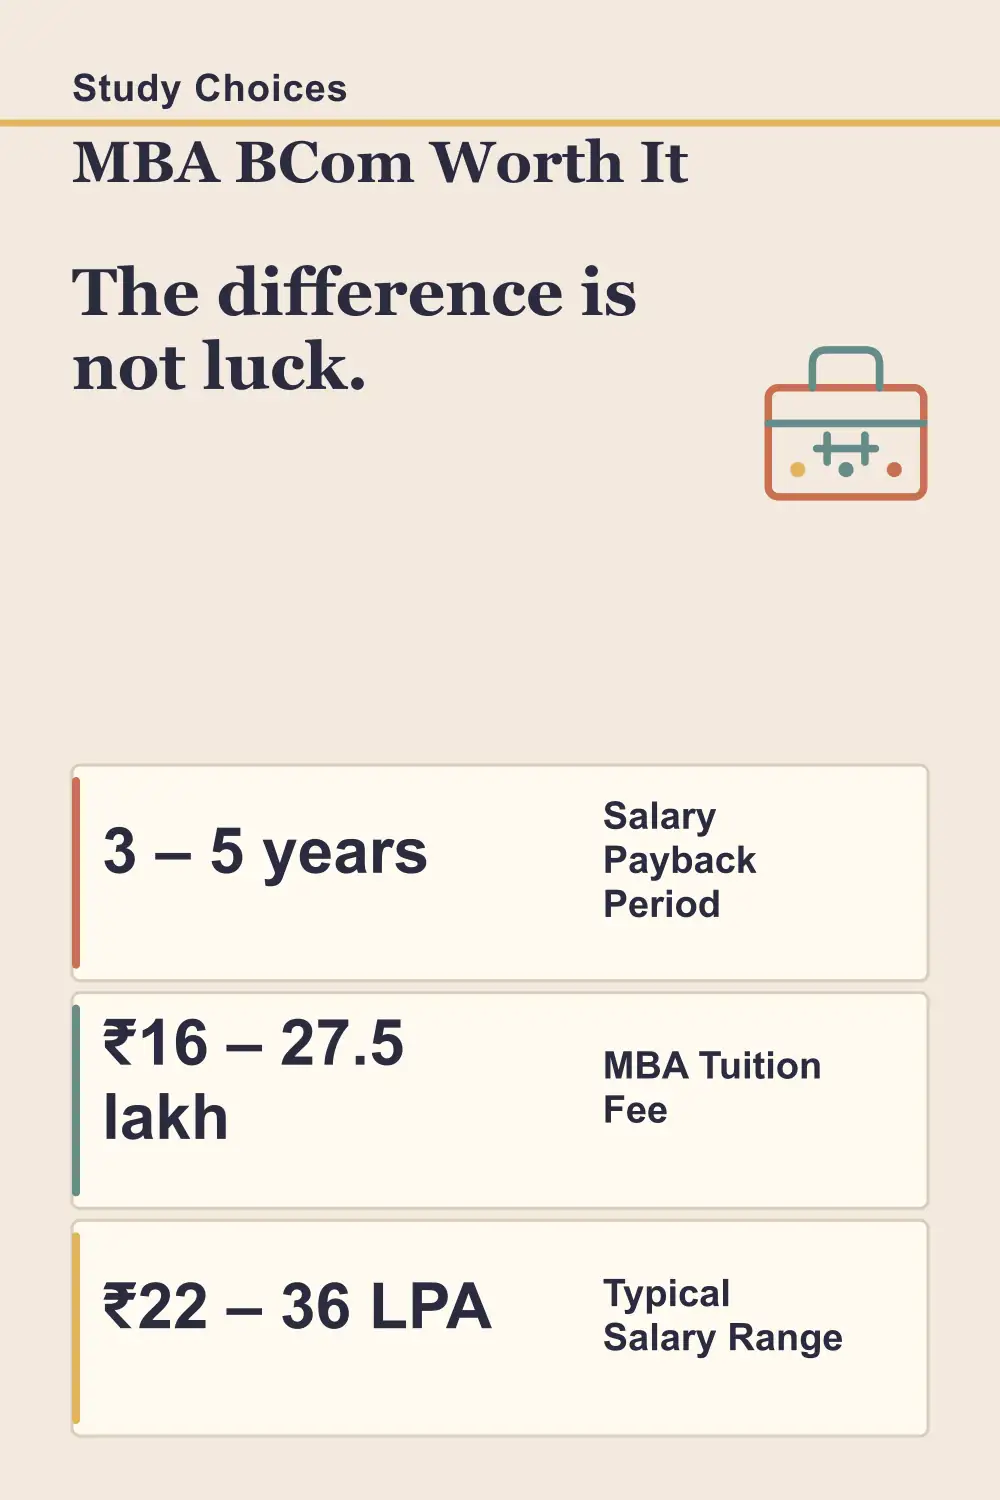 Study Choices
MBA BCom Worth It
The difference is
not luck.
3 – 5 years
Salary
Payback
Period
₹16 – 27.5
lakh
MBA Tuition
Fee
₹22 – 36 LPA
Typical
Salary Range